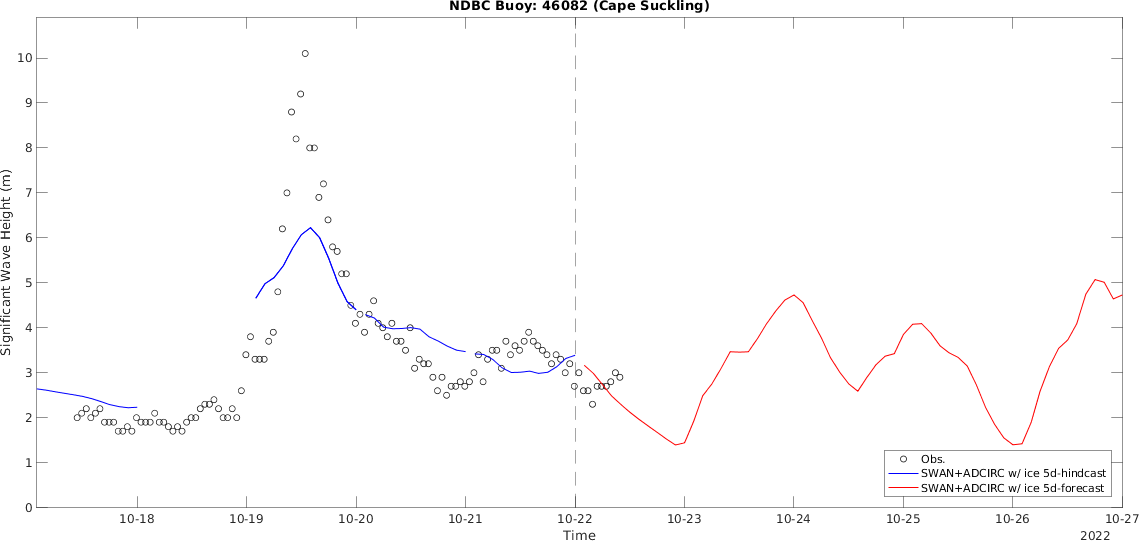 NDBC Buoy: 46082 (Cape Suckling)
Significant Wave Height (m)
10
9
8
7
6
5
4
3
2
1
0
Obs.
SWAN+ADCIRC w/ ice 5d-hindcast
SWAN+ADCIRC w/ ice 5d-forecast
10-18 10-19 10-20 10-21 10-22 10-23 10-24 10-25 10-26 10-27
Time
2022